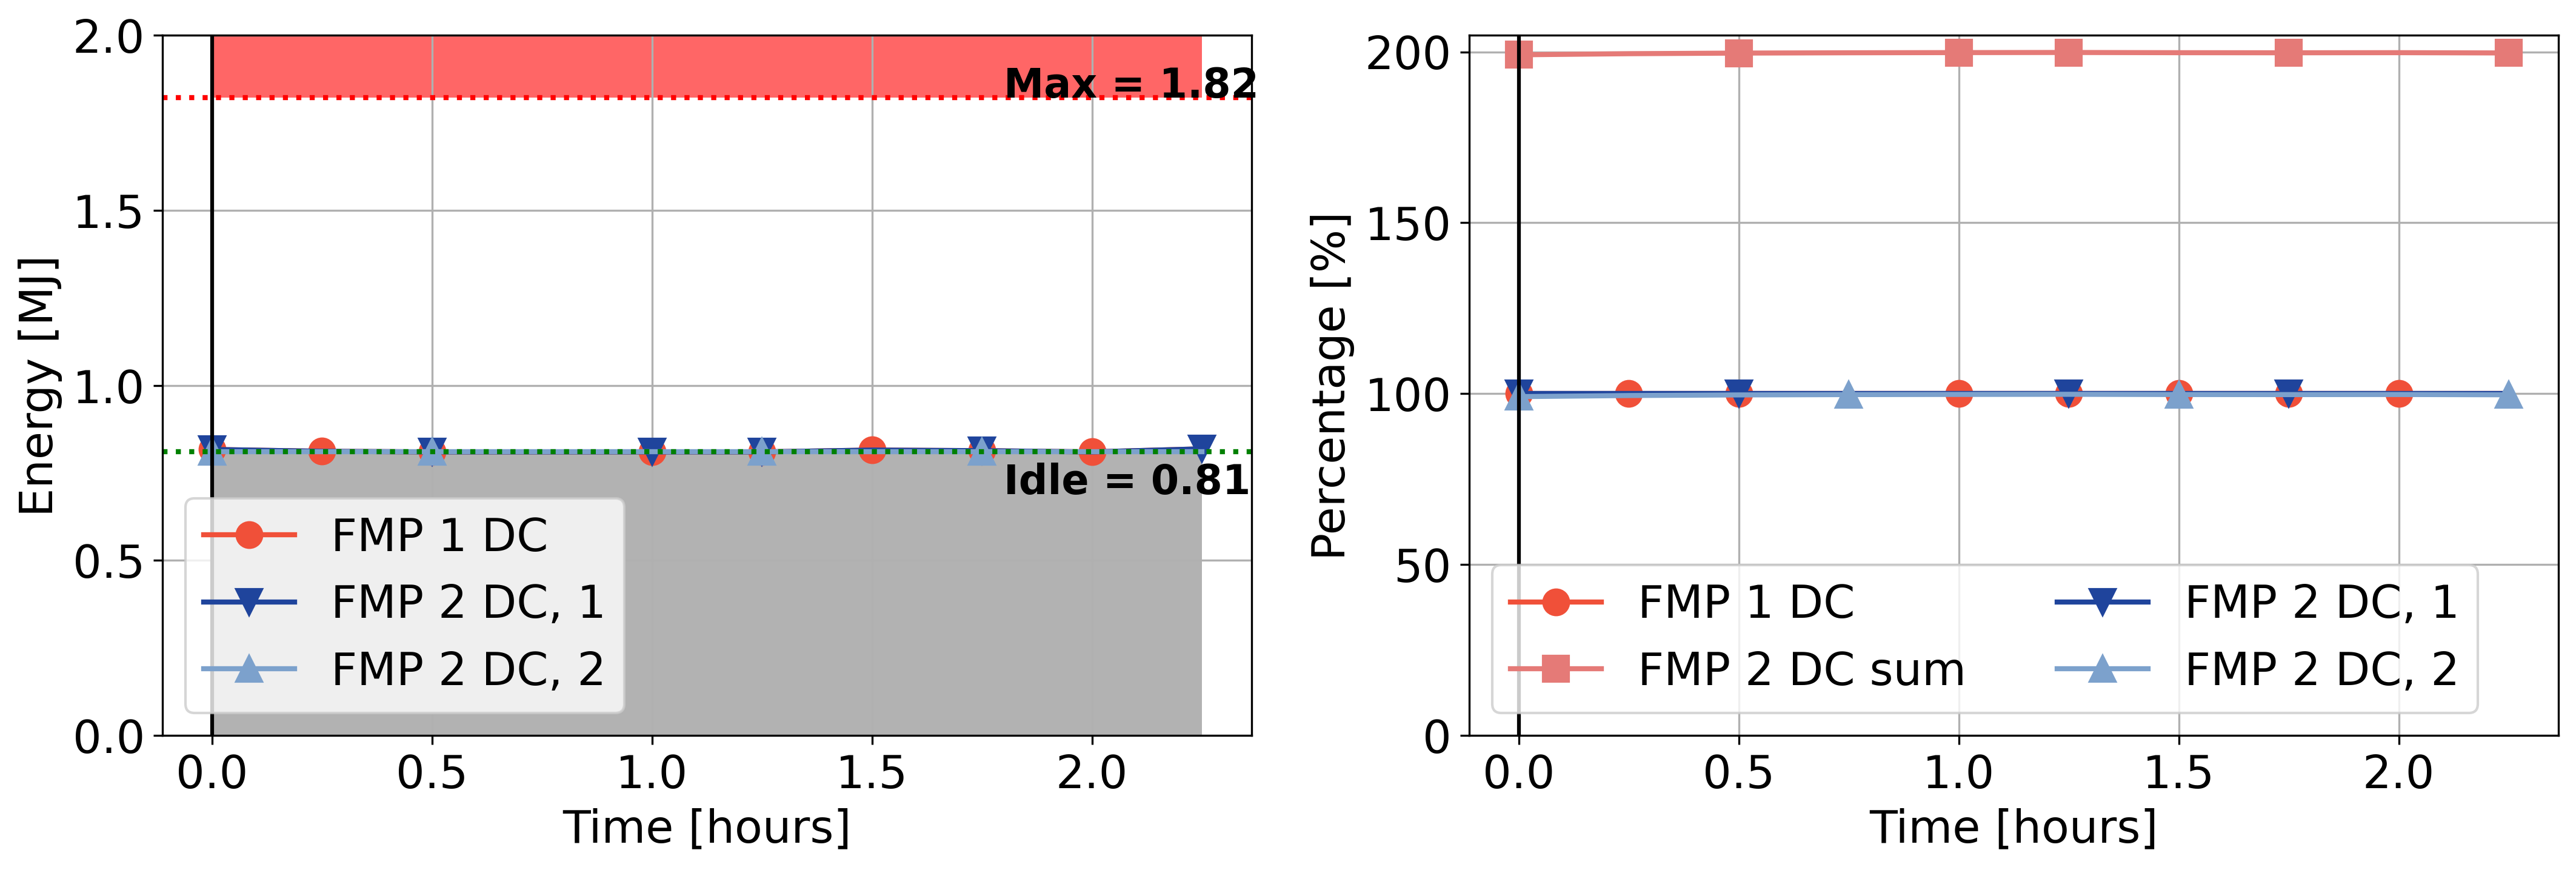 2.0
1.5
1.0
0.5
0.0
Energy [MJ]
Max = 1.82
Idle = 0.81
FMP 1 DC
FMP 2 DC, 1
FMP 2 DC, 2
0.0 0.5 1.0 1.5 2.0
Time [hours]
200
150
100
50
0
Percentage [%]
FMP 1 DC FMP 2 DC, 1
FMP 2 DC sum FMP 2 DC, 2
0.0 0.5 1.0 1.5 2.0
Time [hours]